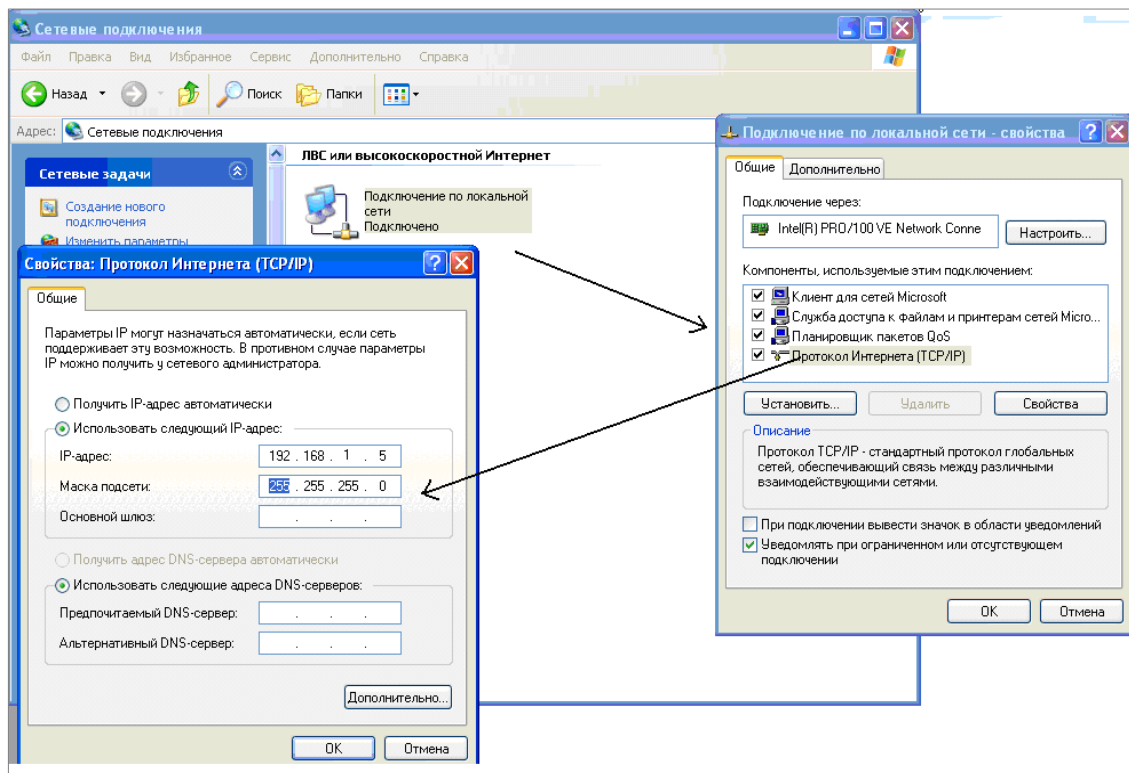 Сетевые подключения
Файл Правка Вид Избранное Сервис Дополнительно Справка
Назад Поиск Папки
Адрес: Сетевые подключения
Сетевые задачи
Создание нового
подключения
Изменить параметры
ЛВС или высокоскоростной Интернет
Подключение по локальной
сети
Подключено
Подключение по локальной сети - свойства
Общие Дополнительно
Подключение через:
Intel(R) PRO/100 VE Network Conne
Настроить...
Компоненты, используемые этим подключением:
Клиент для сетей Microsoft
Служба доступа к файлам и принтерам сетей Micro...
Планировщик пакетов QoS
Протокол Интернета (TCP/IP)
Установить... Удалить Свойства
Описание
Протокол TCP/IP - стандартный протокол глобальных
сетей, обеспечивающий связь между различными
взаимодействующими сетями.
При подключении вывести значок в области уведомлений
Уведомлять при ограниченном или отсутствующем
подключении
OK Отмена
Свойства: Протокол Интернета (TCP/IP)
Общие
Параметры IP могут назначаться автоматически, если сеть
поддерживает эту возможность. В противном случае параметры
IP можно получить у сетевого администратора.
Получить IP-адрес автоматически
Использовать следующий IP-адрес:
IP-адрес: 192 . 168 . 1 . 5
Маска подсети: 255 . 255 . 255 . 0
Основной шлюз: . . .
Получить адрес DNS-сервера автоматически
Использовать следующие адреса DNS-серверов:
Предпочитаемый DNS-сервер: . . .
Альтернативный DNS-сервер: . . .
Дополнительно...
OK Отмена